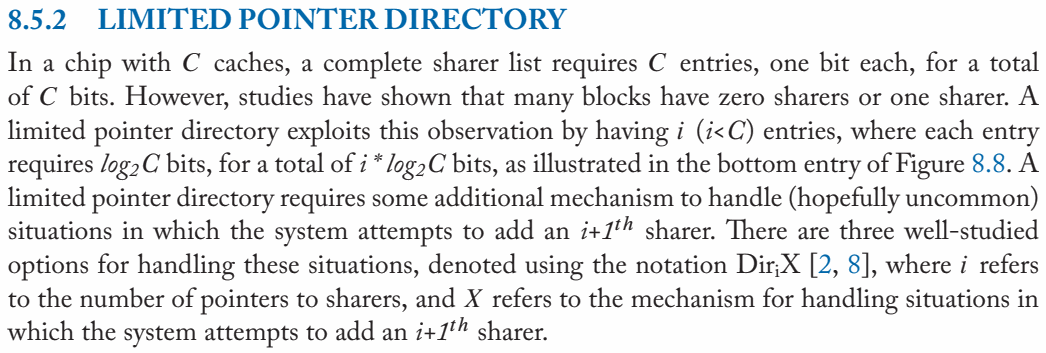 8.5.2 LIMITED POINTER DIRECTORY
In a chip with C caches, a complete sharer list requires C entries, one bit each, for a total
of C bits. However, studies have shown that many blocks have zero sharers or one sharer. A
limited pointer directory exploits this observation by having i (i<C) entries, where each entry
requires log₂C bits, for a total of i * log₂C bits, as illustrated in the bottom entry of Figure 8.8. A
limited pointer directory requires some additional mechanism to handle (hopefully uncommon)
situations in which the system attempts to add an i+1ᵗʰ sharer. There are three well-studied
options for handling these situations, denoted using the notation DirᵢX [2, 8], where i refers
to the number of pointers to sharers, and X refers to the mechanism for handling situations in
which the system attempts to add an i+1ᵗʰ sharer.